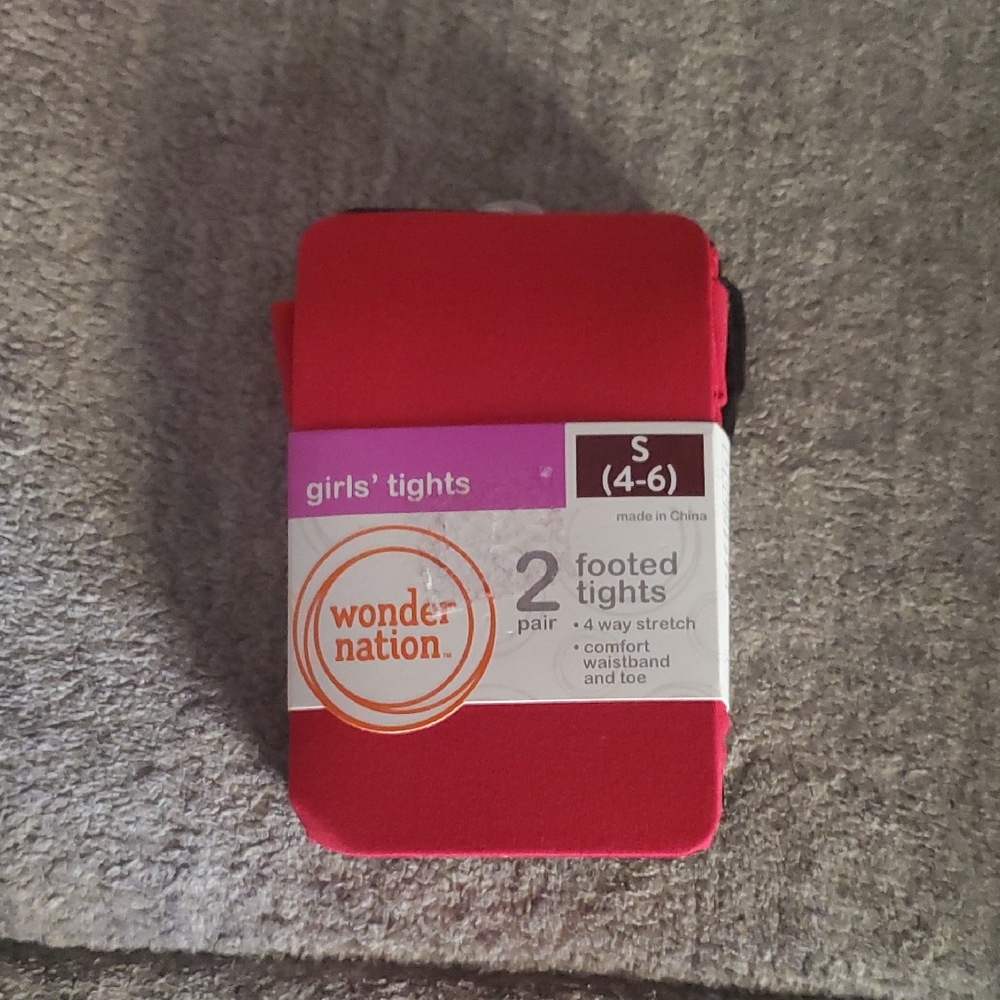 girls' tights
S
(4-6)
made in China
wonder
nation™
2
pair
footed
tights
• 4 way stretch
• comfort
waistband
and toe